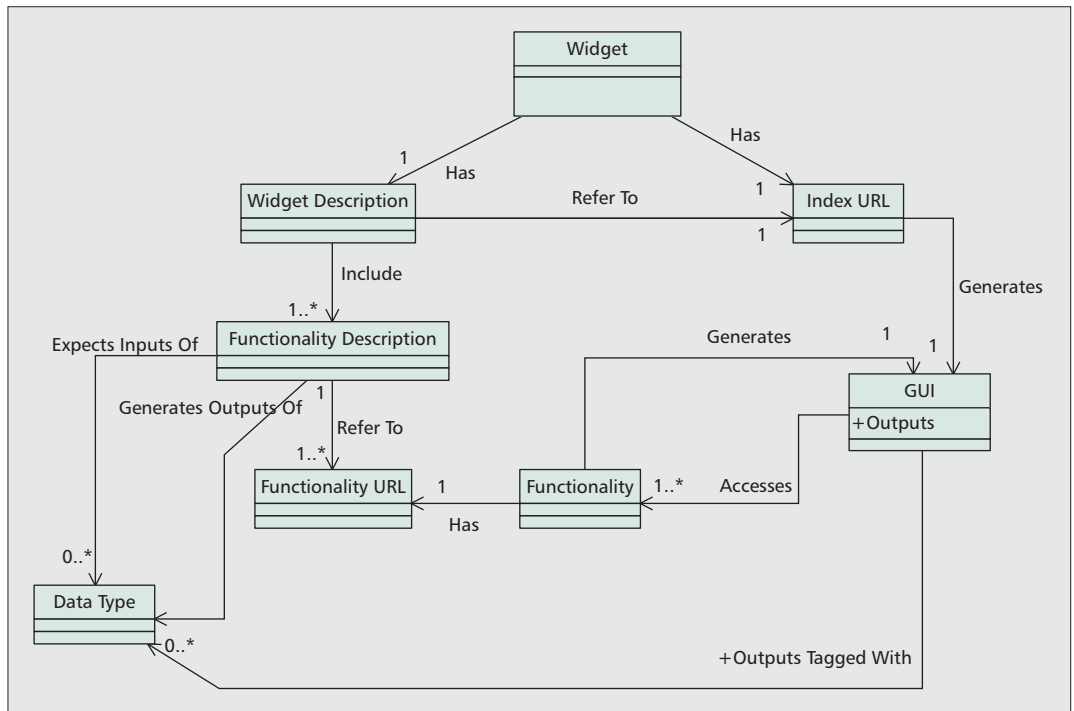 Widget
Has
1
Has
1
Widget Description
Refer To
1
Index URL
Include
1..*
Generates
Expects Inputs Of
Functionality Description
Generates
1
1
Generates Outputs Of
1
Refer To
1..*
GUI
+Outputs
Functionality URL
1
Has
Functionality
1..*
Accesses
0..*
Data Type
0..*
+Outputs Tagged With